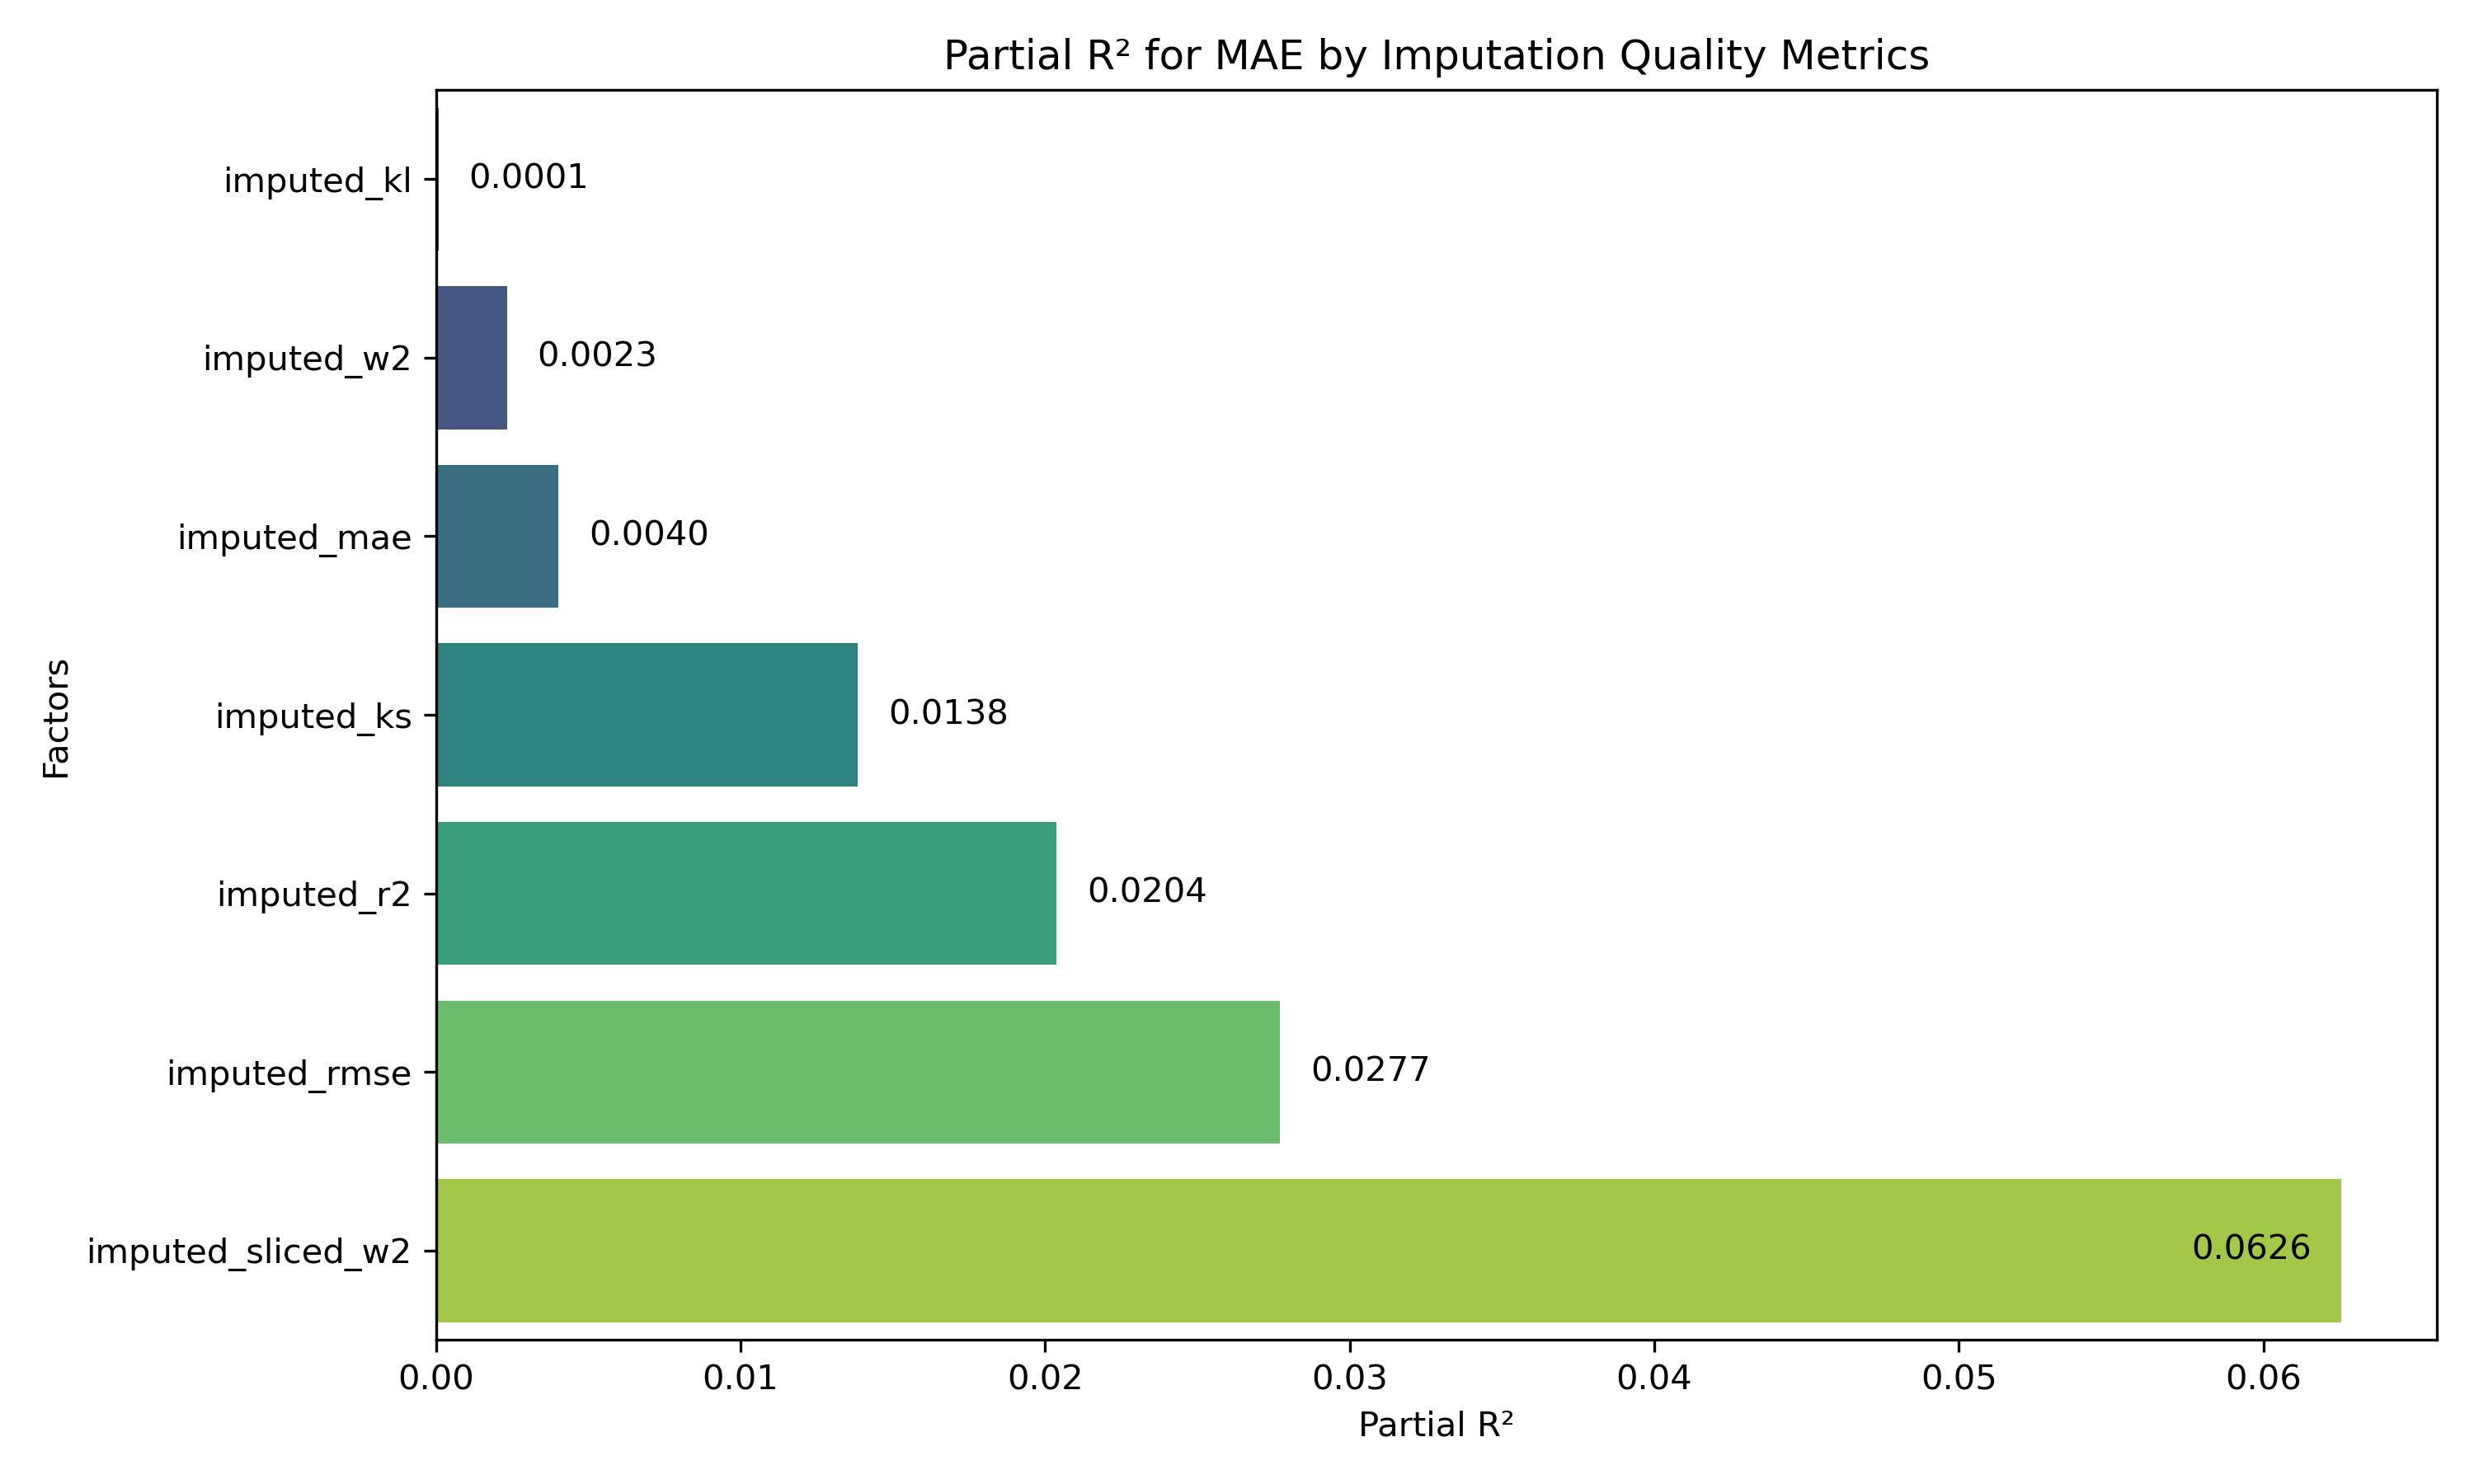 Partial R² for MAE by Imputation Quality Metrics
imputed_kl 0.0001
imputed_w2 0.0023
imputed_mae 0.0040
imputed_ks 0.0138
imputed_r2 0.0204
imputed_rmse 0.0277
imputed_sliced_w2 0.0626
Factors
0.00 0.01 0.02 0.03 0.04 0.05 0.06
Partial R²